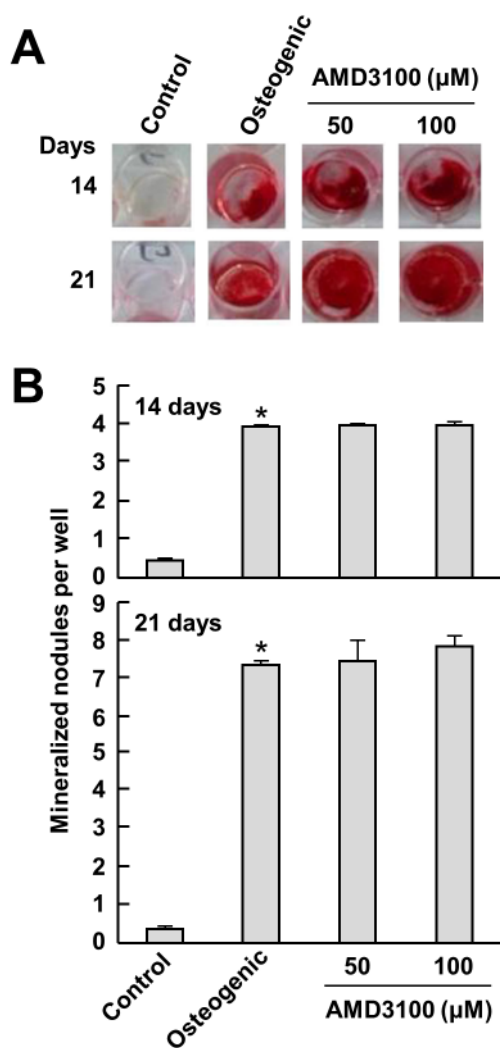 A
Control
Osteogenic
AMD3100 (µM)
50
100
Days
14
21
B
Mineralized nodules per well
14 days
5
4
3
2
1
0
*
21 days
9
8
7
6
5
4
3
2
1
0
*
Control
Osteogenic
50
100
AMD3100 (µM)